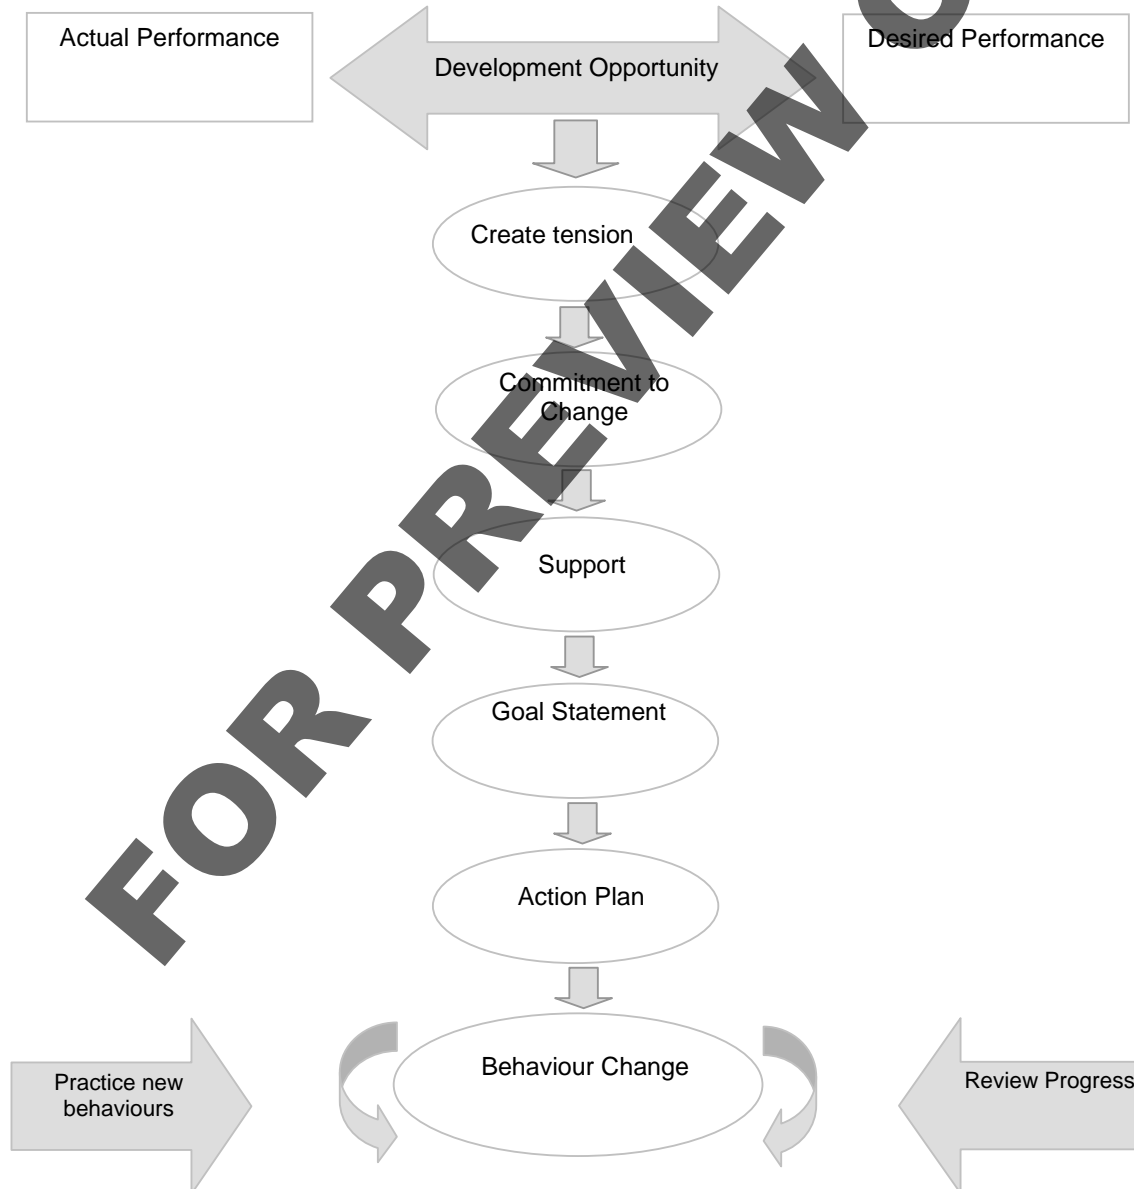 Actual Performance
Development Opportunity
Desired Performance
Create tension
Commitment to
Change
Support
Goal Statement
Action Plan
Behaviour Change
Practice new
behaviours
Review Progress
FOR PREVIEW